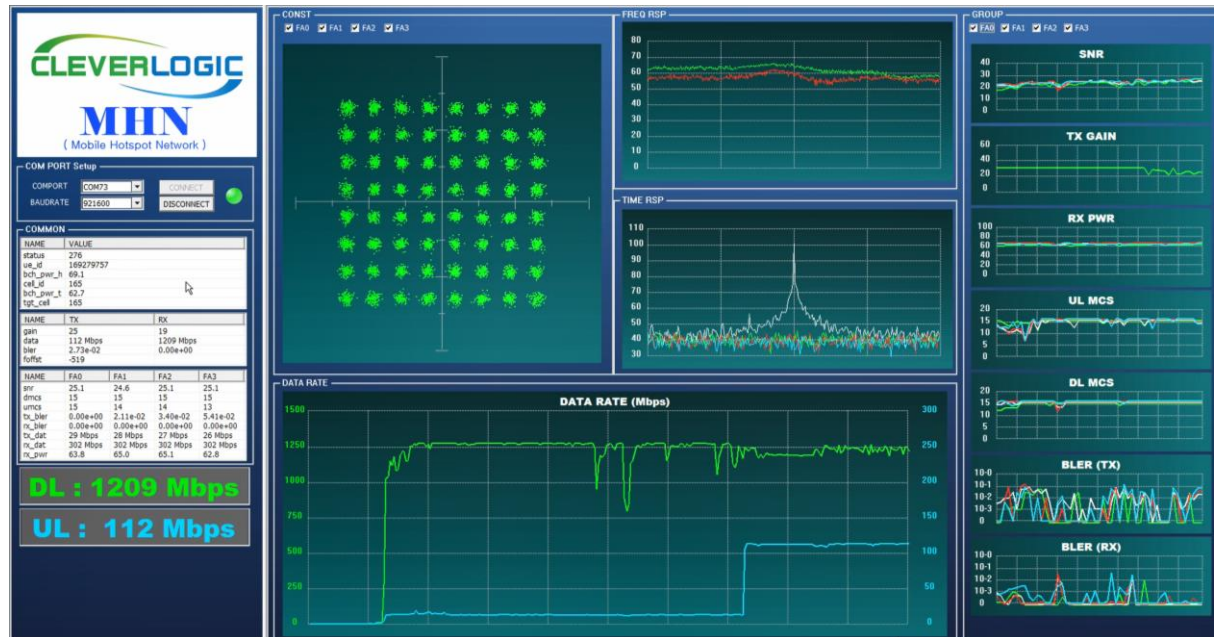 CLEVERLOGIC
MHN
( Mobile Hotspot Network )
COM PORT Setup
COMPORT COM73 CONNECT
BAUDRATE 921600 DISCONNECT
COMMON
NAME VALUE
status 276
ue_id 169279757
bch_pwr_h 69.1
cell_id 165
bch_pwr_t 62.7
tgt_cell 165
NAME TX RX
gain 25 19
data 112 Mbps 1209 Mbps
bler 2.73e-02 0.00e+00
foffst -519
NAME FA0 FA1 FA2 FA3
snr 25.1 24.6 25.1 25.1
dmcs 15 15 15 15
umcs 15 14 14 13
tx_bler 0.00e+00 2.11e-02 3.40e-02 5.41e-02
rx_bler 0.00e+00 0.00e+00 0.00e+00 0.00e+00
tx_dat 29 Mbps 28 Mbps 27 Mbps 26 Mbps
rx_dat 302 Mbps 302 Mbps 302 Mbps 302 Mbps
rx_pwr 63.8 65.0 65.1 62.8
DL : 1209 Mbps
UL : 112 Mbps
CONST
FA0 FA1 FA2 FA3
FREQ RSP
80
70
60
50
40
30
20
10
0
TIME RSP
110
100
90
80
70
60
50
40
30
DATA RATE
DATA RATE (Mbps)
1500 300
1250 250
1000 200
750 150
500 100
250 50
0 0
GROUP
FA0 FA1 FA2 FA3
SNR
40
30
20
10
0
TX GAIN
60
40
20
0
RX PWR
100
80
60
40
20
0
UL MCS
20
15
10
5
0
DL MCS
20
15
10
5
0
BLER (TX)
10-0
10-1
10-2
10-3
0
BLER (RX)
10-0
10-1
10-2
10-3
0